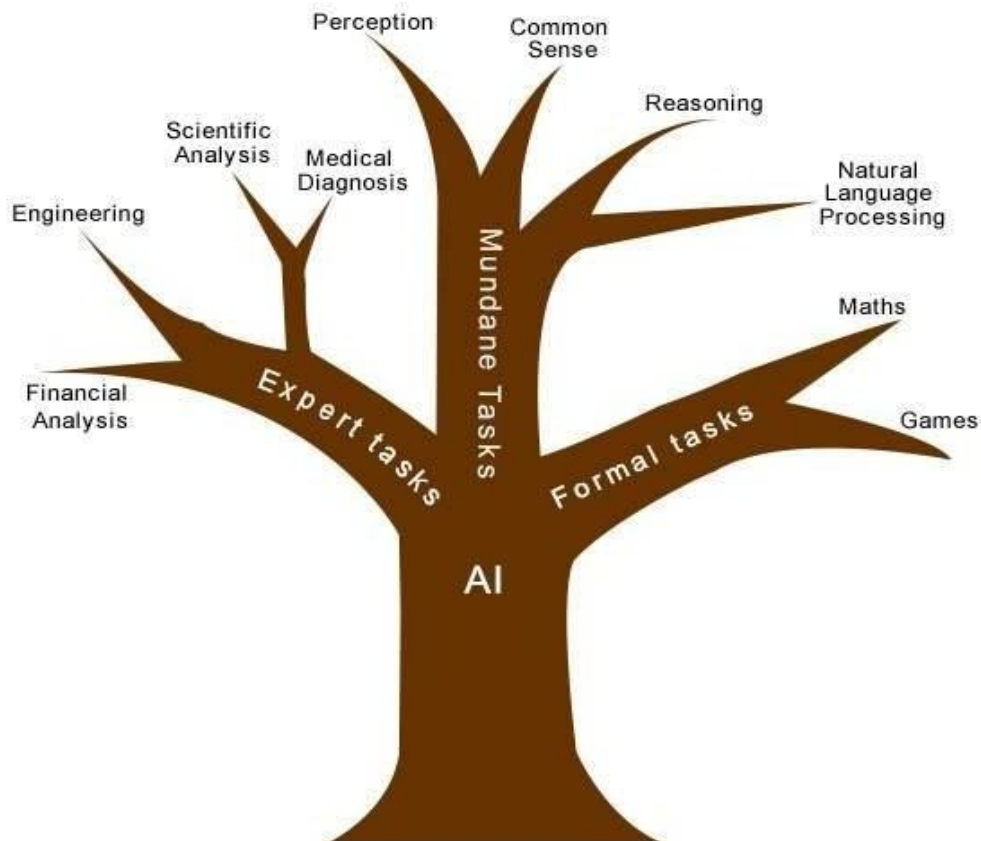 Perception
Common
Sense
Reasoning
Scientific
Analysis
Medical
Diagnosis
Natural
Language
Processing
Engineering
Maths
Financial
Analysis
Games
Expert tasks
Mundane Tasks
Formal tasks
AI